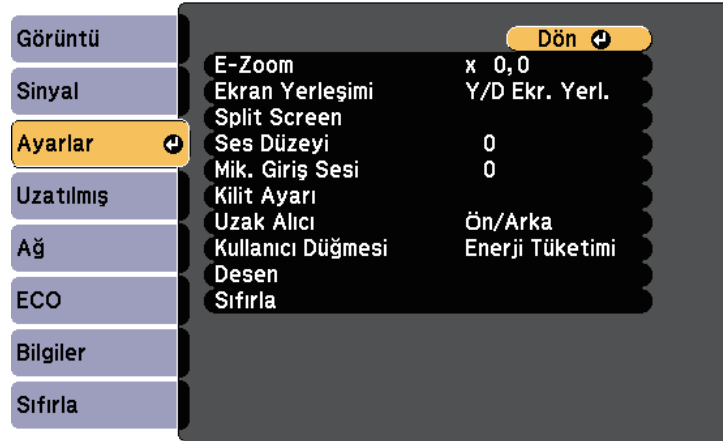 Görüntü
Sinyal
Ayarlar
Uzatılmış
Ağ
ECO
Bilgiler
Sıfırla
Dön
E-Zoom x 0,0
Ekran Yerleşimi Y/D Ekr. Yerl.
Split Screen
Ses Düzeyi 0
Mik. Giriş Sesi 0
Kilit Ayarı
Uzak Alıcı Ön/Arka
Kullanıcı Düğmesi Enerji Tüketimi
Desen
Sıfırla